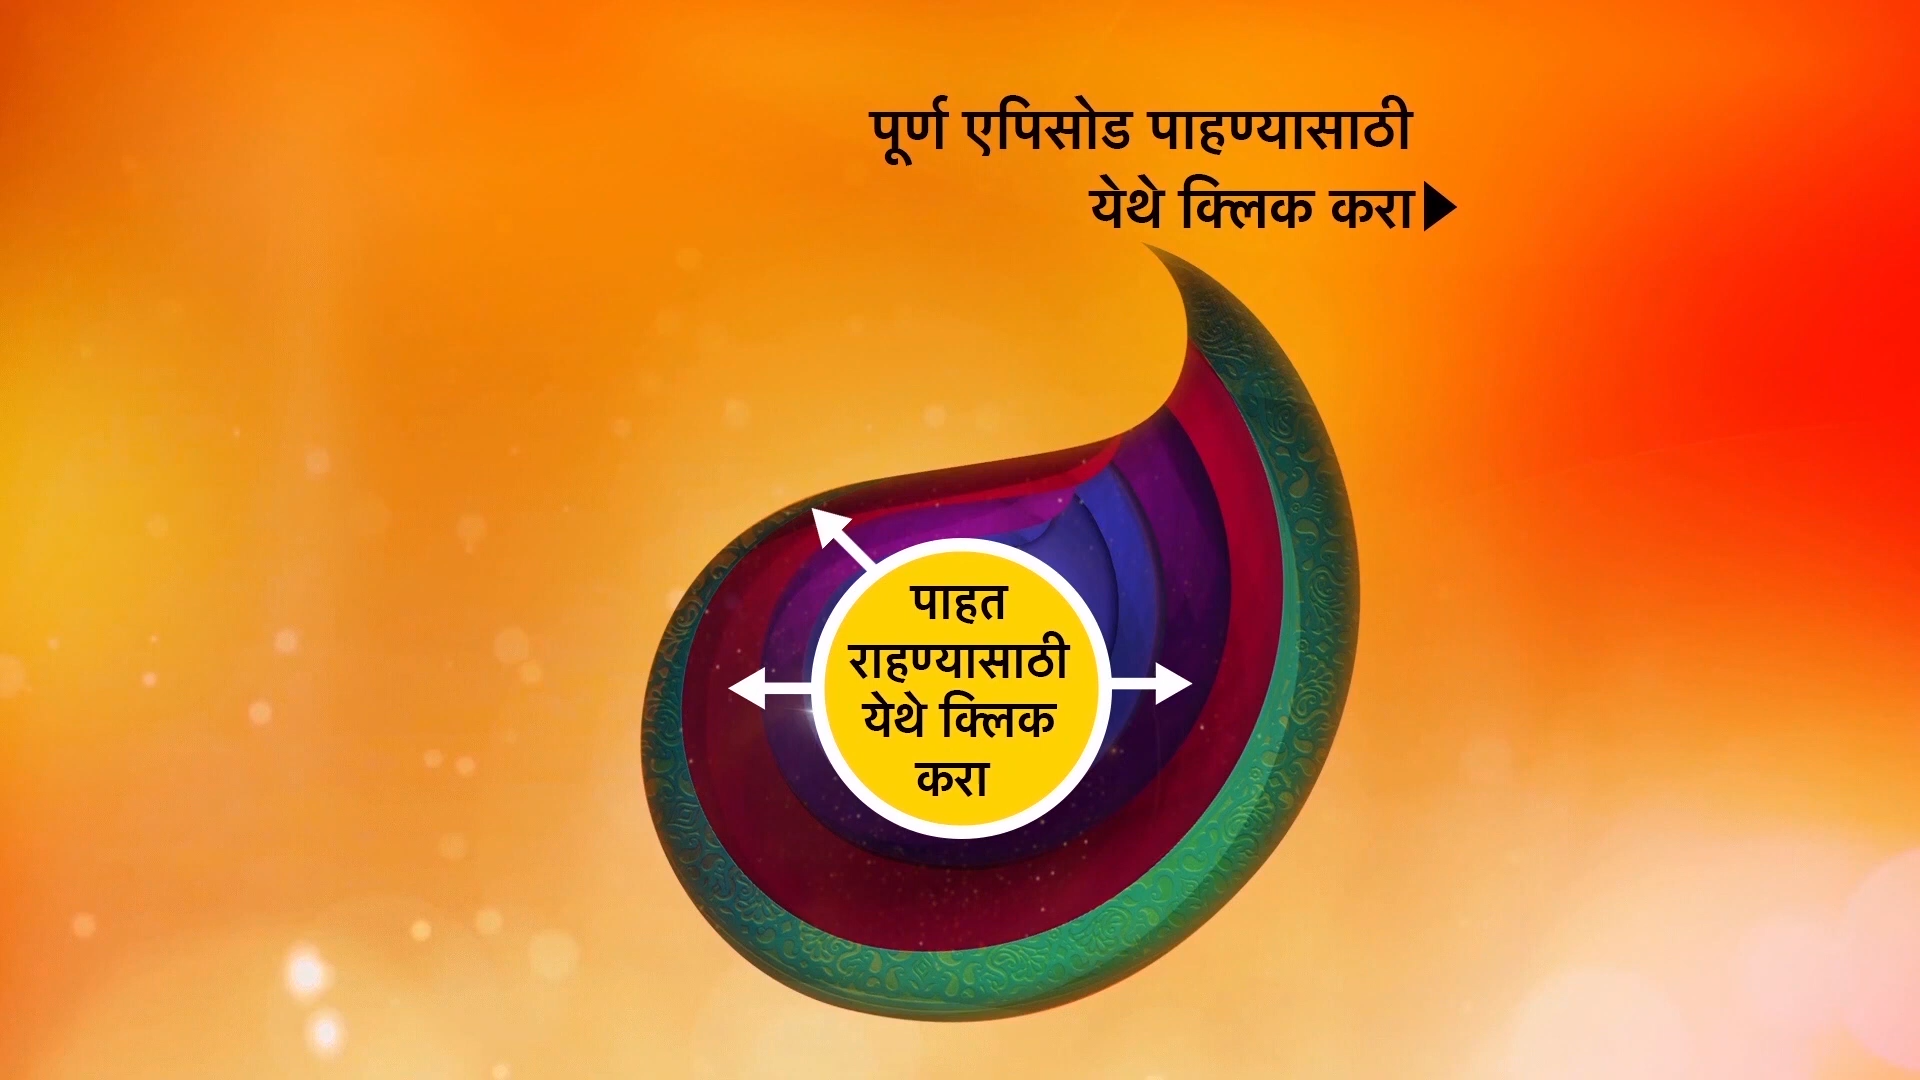 पूर्ण एपिसोड पाहण्यासाठी
येथे क्लिक करा
पाहत
राहण्यासाठी
येथे क्लिक
करा